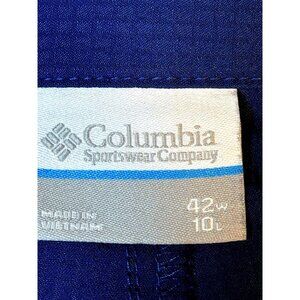 Columbia
Sportswear Company
MADE IN
VIETNAM
42W
10L